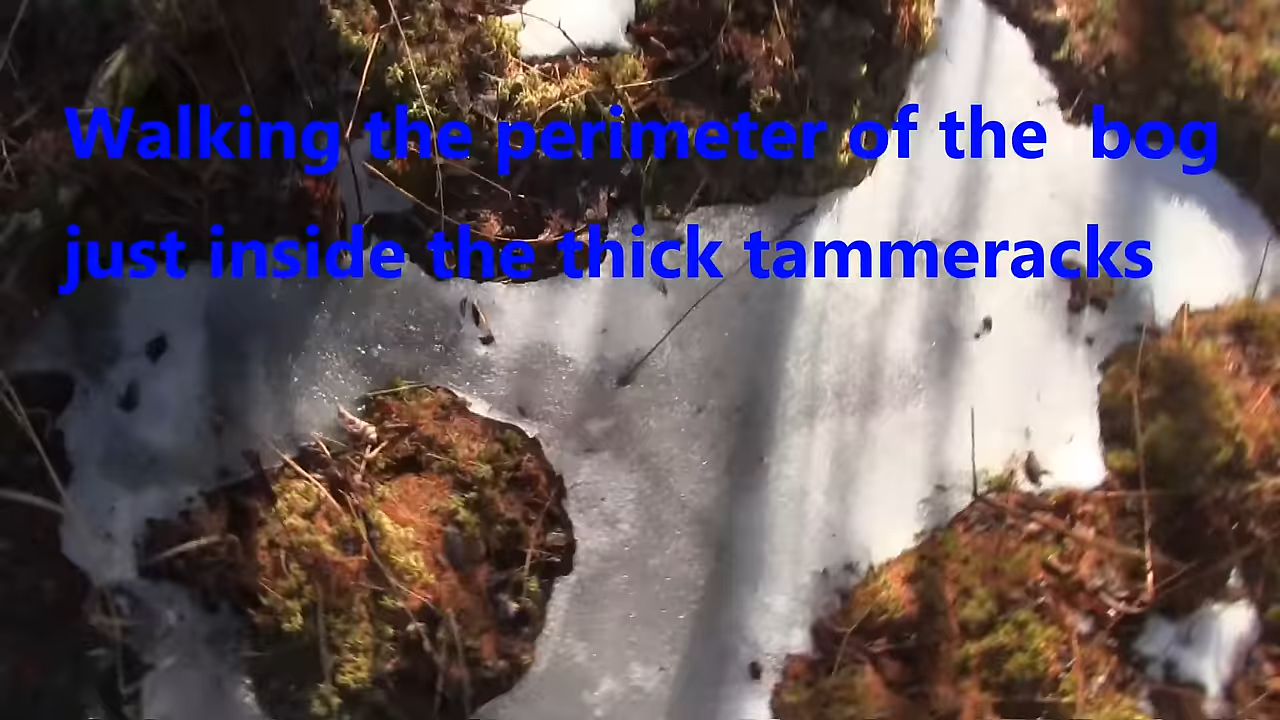 Walking the perimeter of the  bog
just inside the thick tammeracks